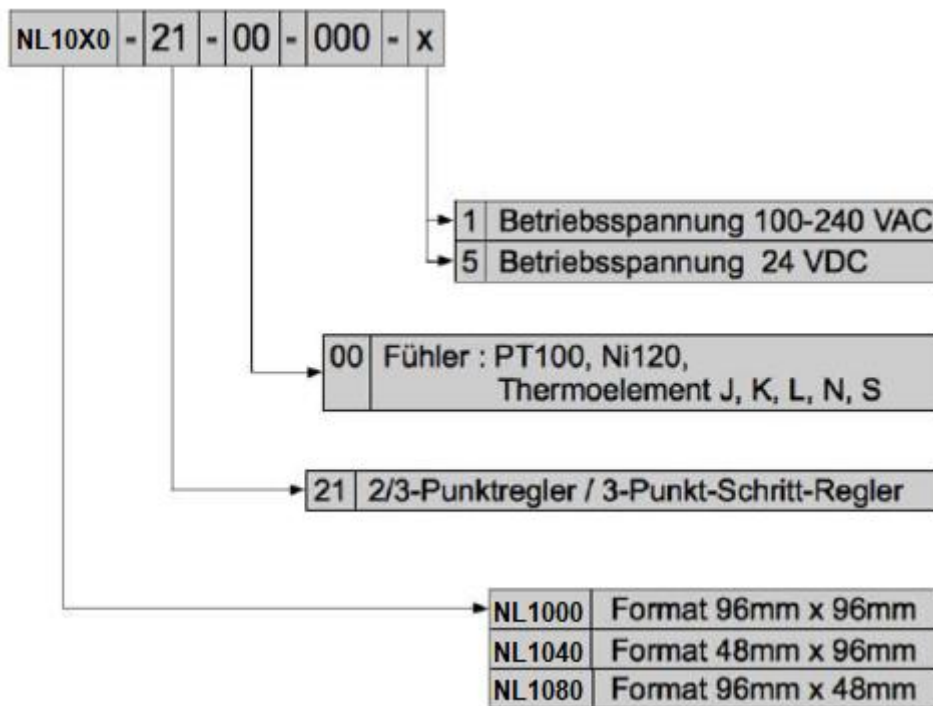 NL10X0 - 21 - 00 - 000 - x
1 Betriebsspannung 100-240 VAC
5 Betriebsspannung 24 VDC
00 Fühler : PT100, Ni120,
Thermoelement J, K, L, N, S
21 2/3-Punktregler / 3-Punkt-Schritt-Regler
NL1000 Format 96mm x 96mm
NL1040 Format 48mm x 96mm
NL1080 Format 96mm x 48mm